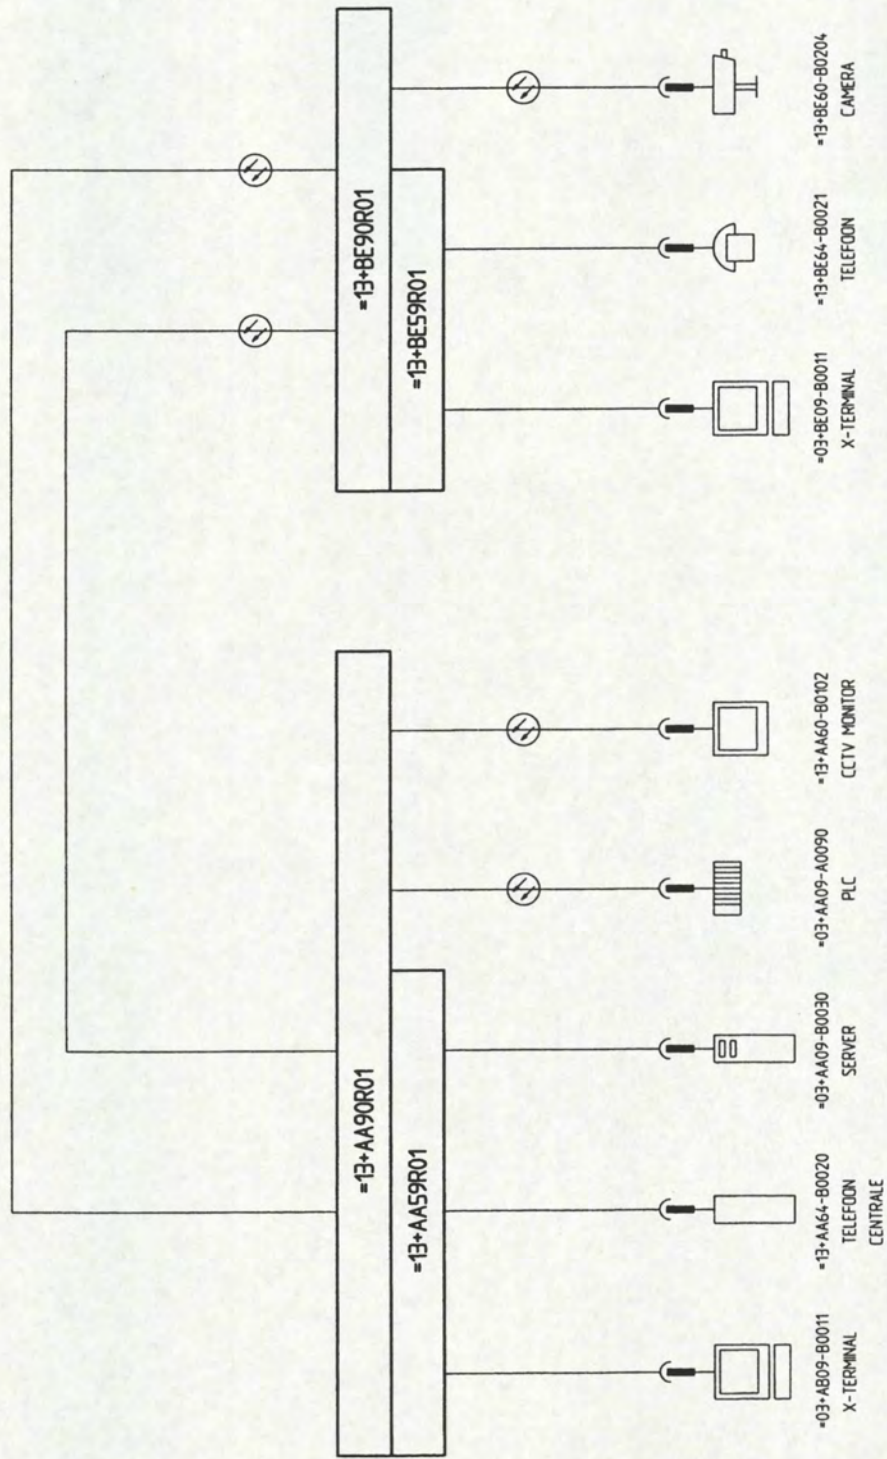 =13+AA90R01
=13+AA59R01
=13+BE90R01
=13+BE59R01
=03+AB09-B0011
X-TERMINAL
=13+AA64-B0020
TELEFOON
CENTRALE
=03+AA09-B0030
SERVER
=03+AA09-A0090
PLC
=13+AA60-B0102
CCTV MONITOR
=03+BE09-B0011
X-TERMINAL
=13+BE64-B0021
TELEFOON
=13+BE60-B0204
CAMERA